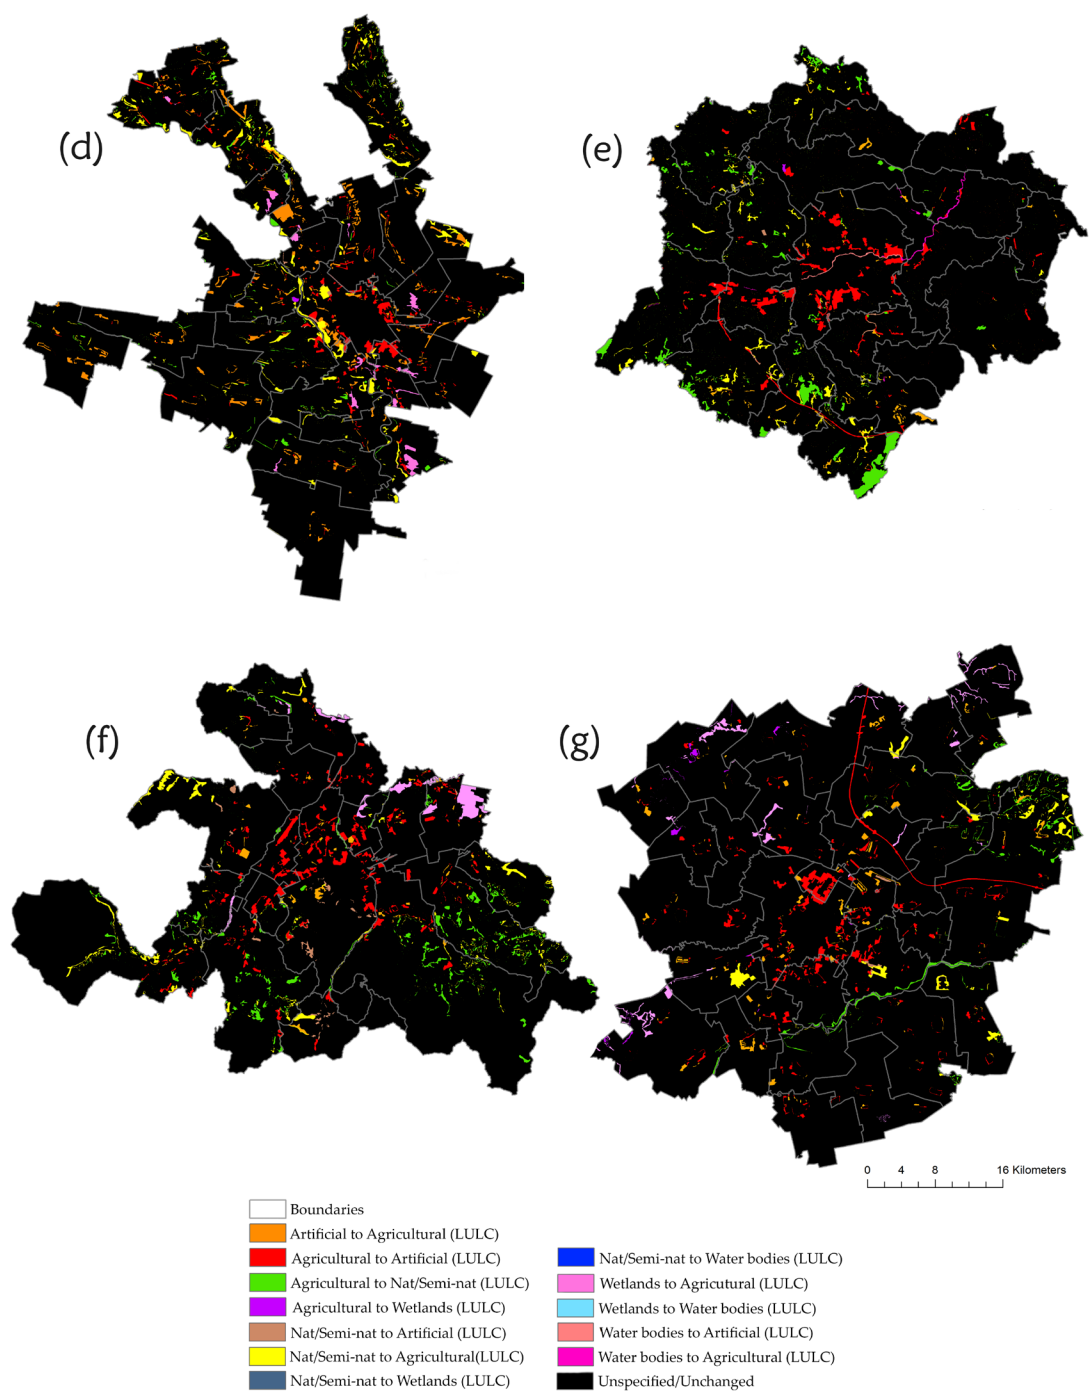 (d)
(e)
(f)
(g)
0 4 8 16 Kilometers
Boundaries
Artificial to Agricultural (LULC)
Agricultural to Artificial (LULC)
Agricultural to Nat/Semi-nat (LULC)
Agricultural to Wetlands (LULC)
Nat/Semi-nat to Artificial (LULC)
Nat/Semi-nat to Agricultural(LULC)
Nat/Semi-nat to Wetlands (LULC)
Nat/Semi-nat to Water bodies (LULC)
Wetlands to Agricutural (LULC)
Wetlands to Water bodies (LULC)
Water bodies to Artificial (LULC)
Water bodies to Agricultural (LULC)
Unspecified/Unchanged